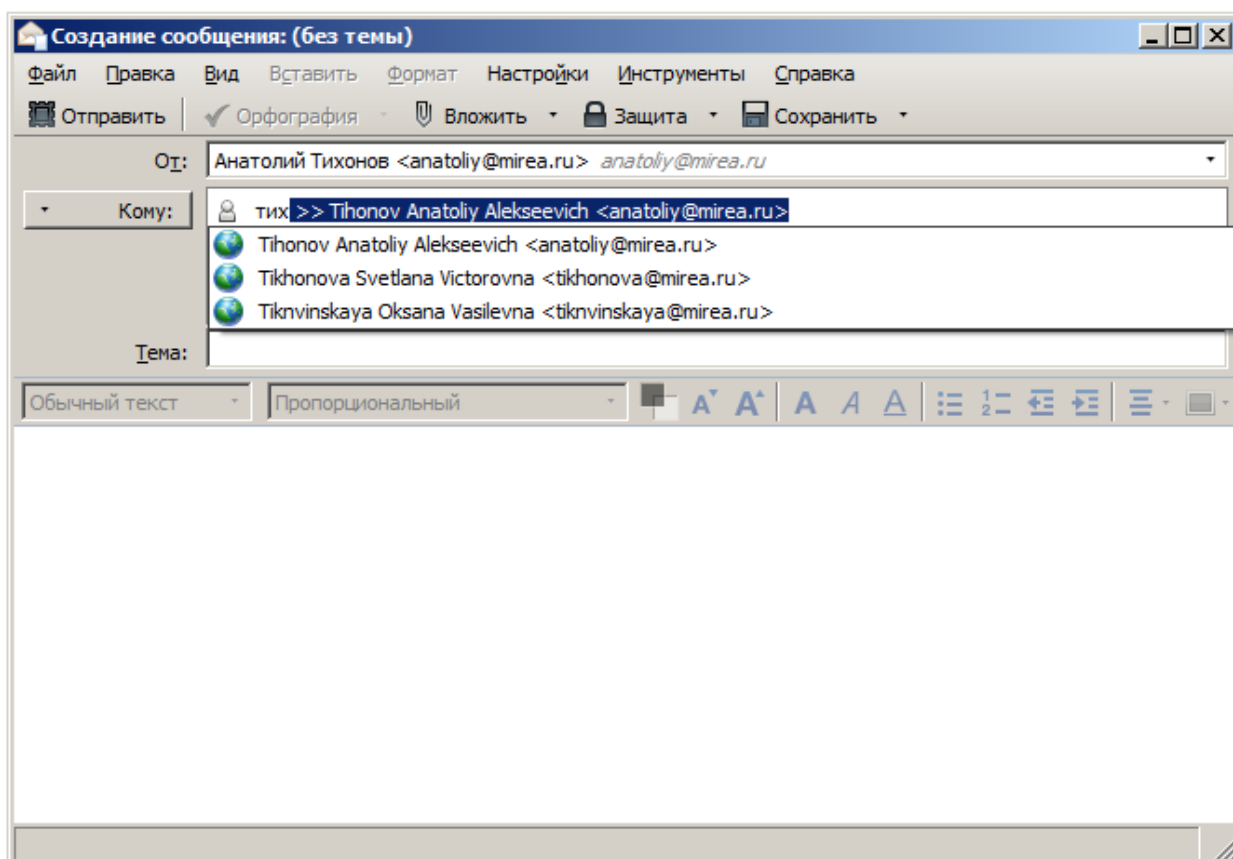 Создание сообщения: (без темы)
Файл Правка Вид Вставить Формат Настройки Инструменты Справка
Отправить Орфография Вложить Защита Сохранить
От: Анатолий Тихонов <anatoliy@mirea.ru> anatoliy@mirea.ru
Кому: тих >> Tihonov Anatoliy Alekseevich <anatoliy@mirea.ru>
Tihonov Anatoliy Alekseevich <anatoliy@mirea.ru>
Tikhonova Svetlana Victorovna <tikhonova@mirea.ru>
Tiknvinskaya Oksana Vasilevna <tiknvinskaya@mirea.ru>
Тема:
Обычный текст Пропорциональный